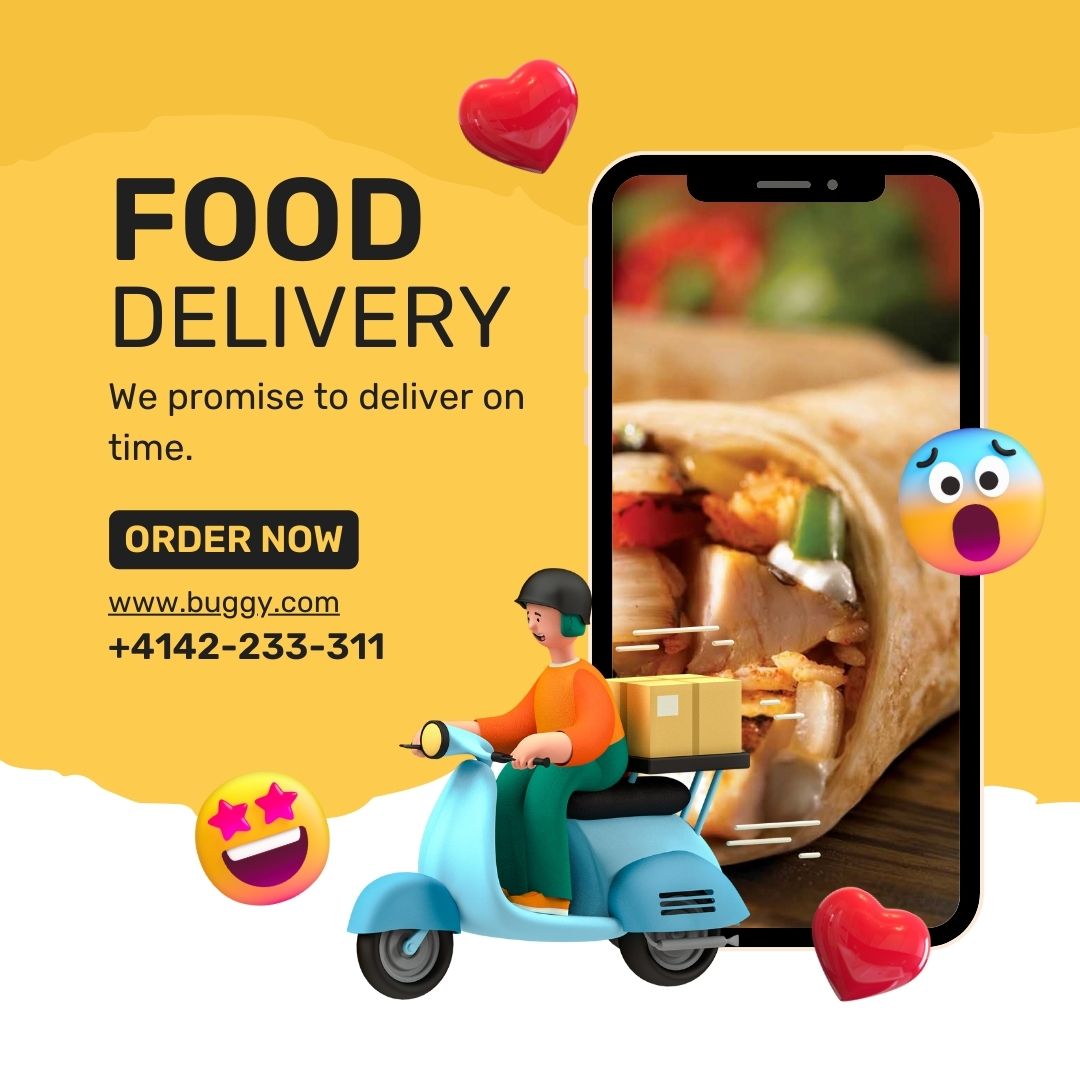 FOOD
DELIVERY
We promise to deliver on
time.
ORDER NOW
www.buggy.com
+4142-233-311